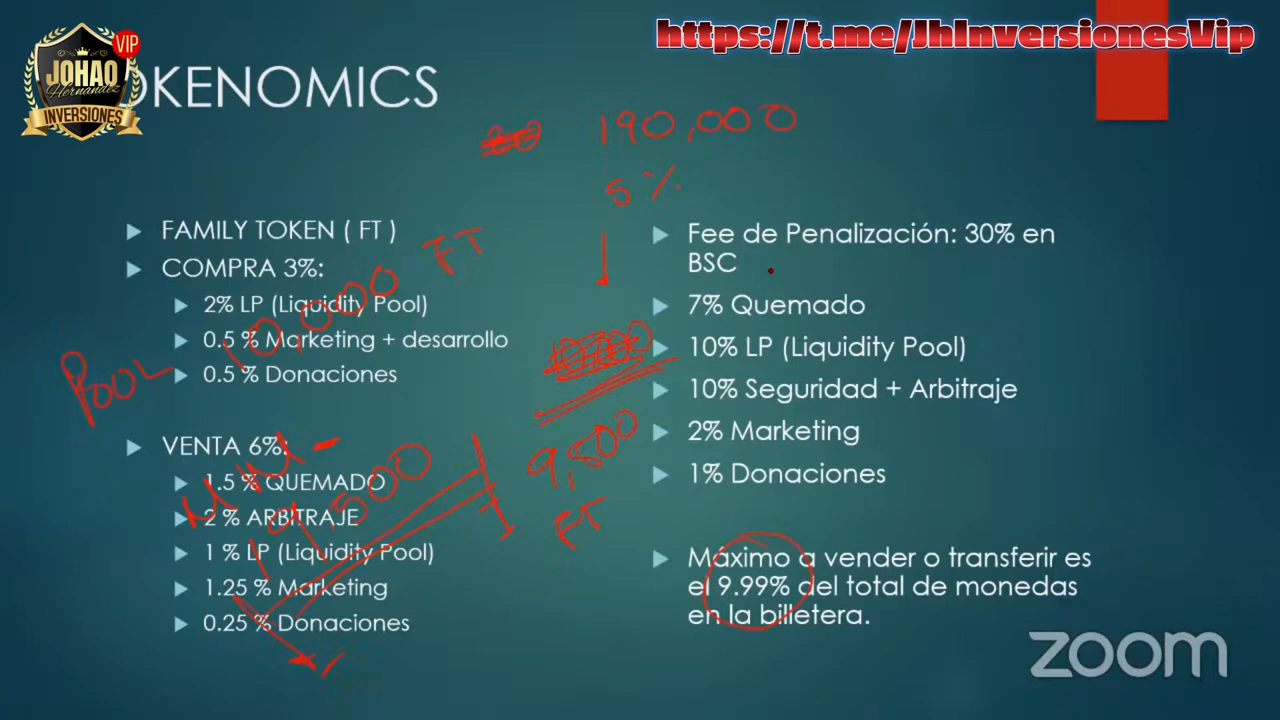 https://t.me/JhInversionesVip
VIP
JOHAO
Hernandez
INVERSIONES
OKENOMICS
190,000
5%
FAMILY TOKEN ( FT )
COMPRA 3%:
2% LP (Liquidity Pool)
0.5 % Marketing + desarrollo
0.5 % Donaciones
POOL 10,000 FT
VENTA 6%:
1.5 % QUEMADO
2 % ARBITRAJE
1 % LP (Liquidity Pool)
1.25 % Marketing
0.25 % Donaciones
19,500
9,500
FT
Fee de Penalización: 30% en
BSC
7% Quemado
10% LP (Liquidity Pool)
10% Seguridad + Arbitraje
2% Marketing
1% Donaciones
Máximo a vender o transferir es
el 9.99% del total de monedas
en la billetera.
zoom